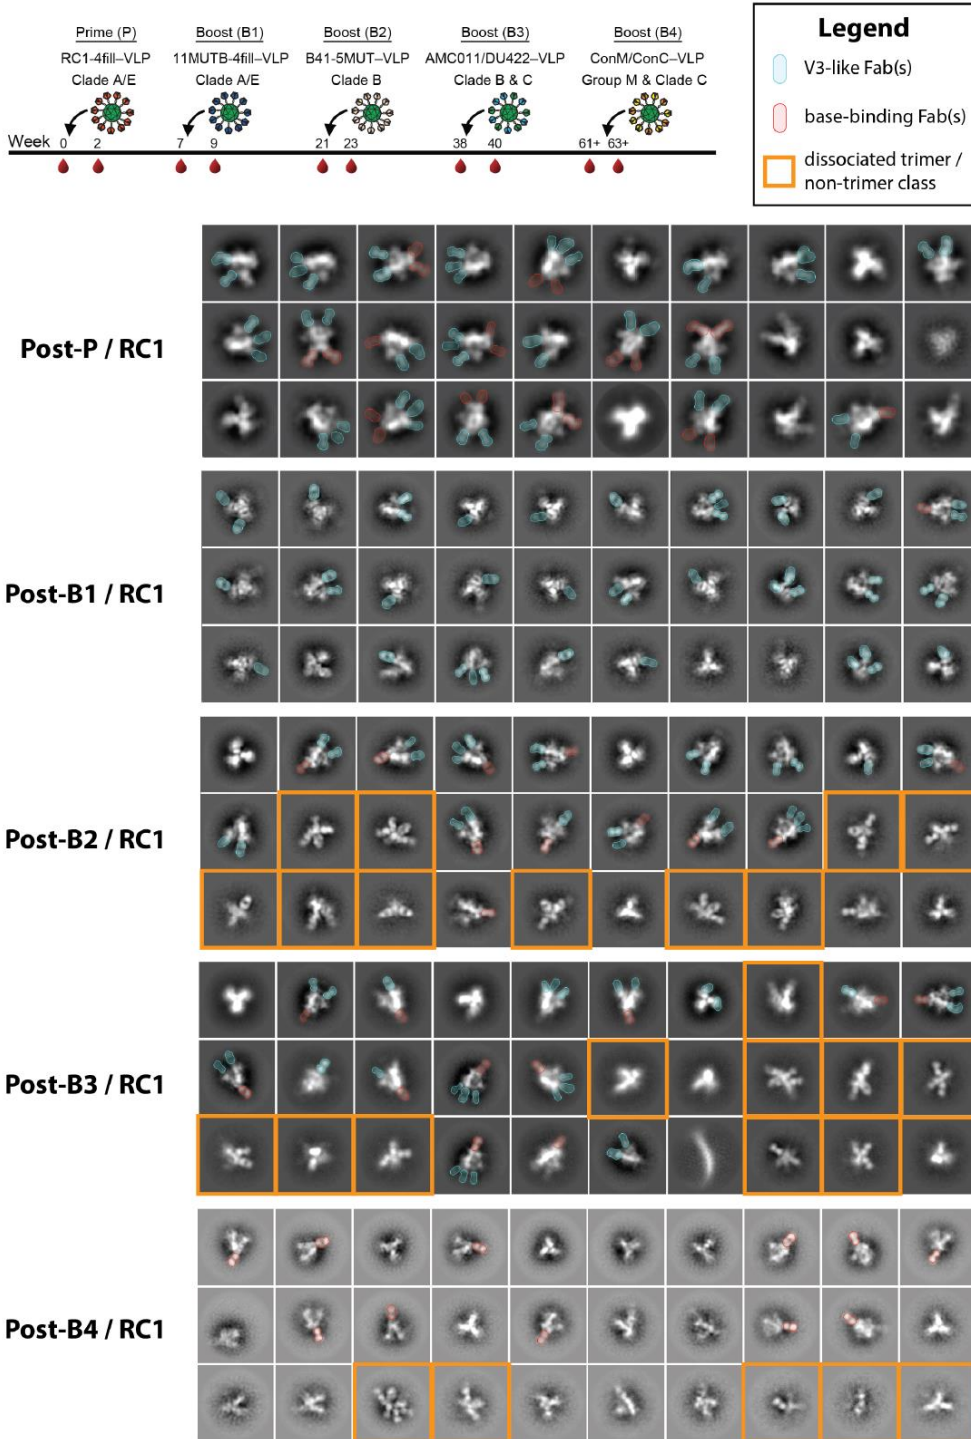 Prime (P)
RC1-4fill–VLP
Clade A/E
Boost (B1)
11MUTB-4fill–VLP
Clade A/E
Boost (B2)
B41-5MUT–VLP
Clade B
Boost (B3)
AMC011/DU422–VLP
Clade B & C
Boost (B4)
ConM/ConC–VLP
Group M & Clade C
Week 0 2 7 9 21 23 38 40 61+ 63+
Legend
V3-like Fab(s)
base-binding Fab(s)
dissociated trimer /
non-trimer class
Post-P / RC1
Post-B1 / RC1
Post-B2 / RC1
Post-B3 / RC1
Post-B4 / RC1